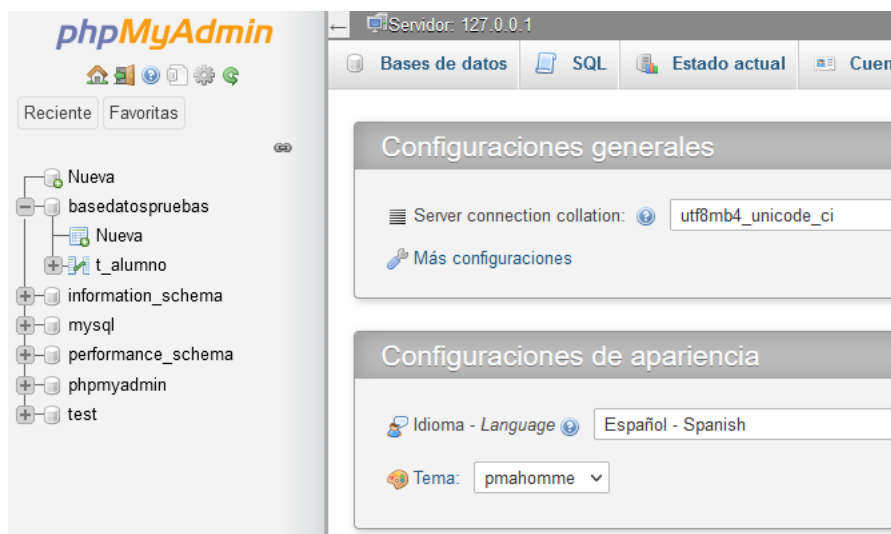 phpMyAdmin
Reciente Favoritas
Nueva
basedatospruebas
Nueva
t_alumno
information_schema
mysql
performance_schema
phpmyadmin
test
Servidor: 127.0.0.1
Bases de datos SQL Estado actual Cuen
Configuraciones generales
Server connection collation: utf8mb4_unicode_ci
Más configuraciones
Configuraciones de apariencia
Idioma - Language Español - Spanish
Tema: pmahomme